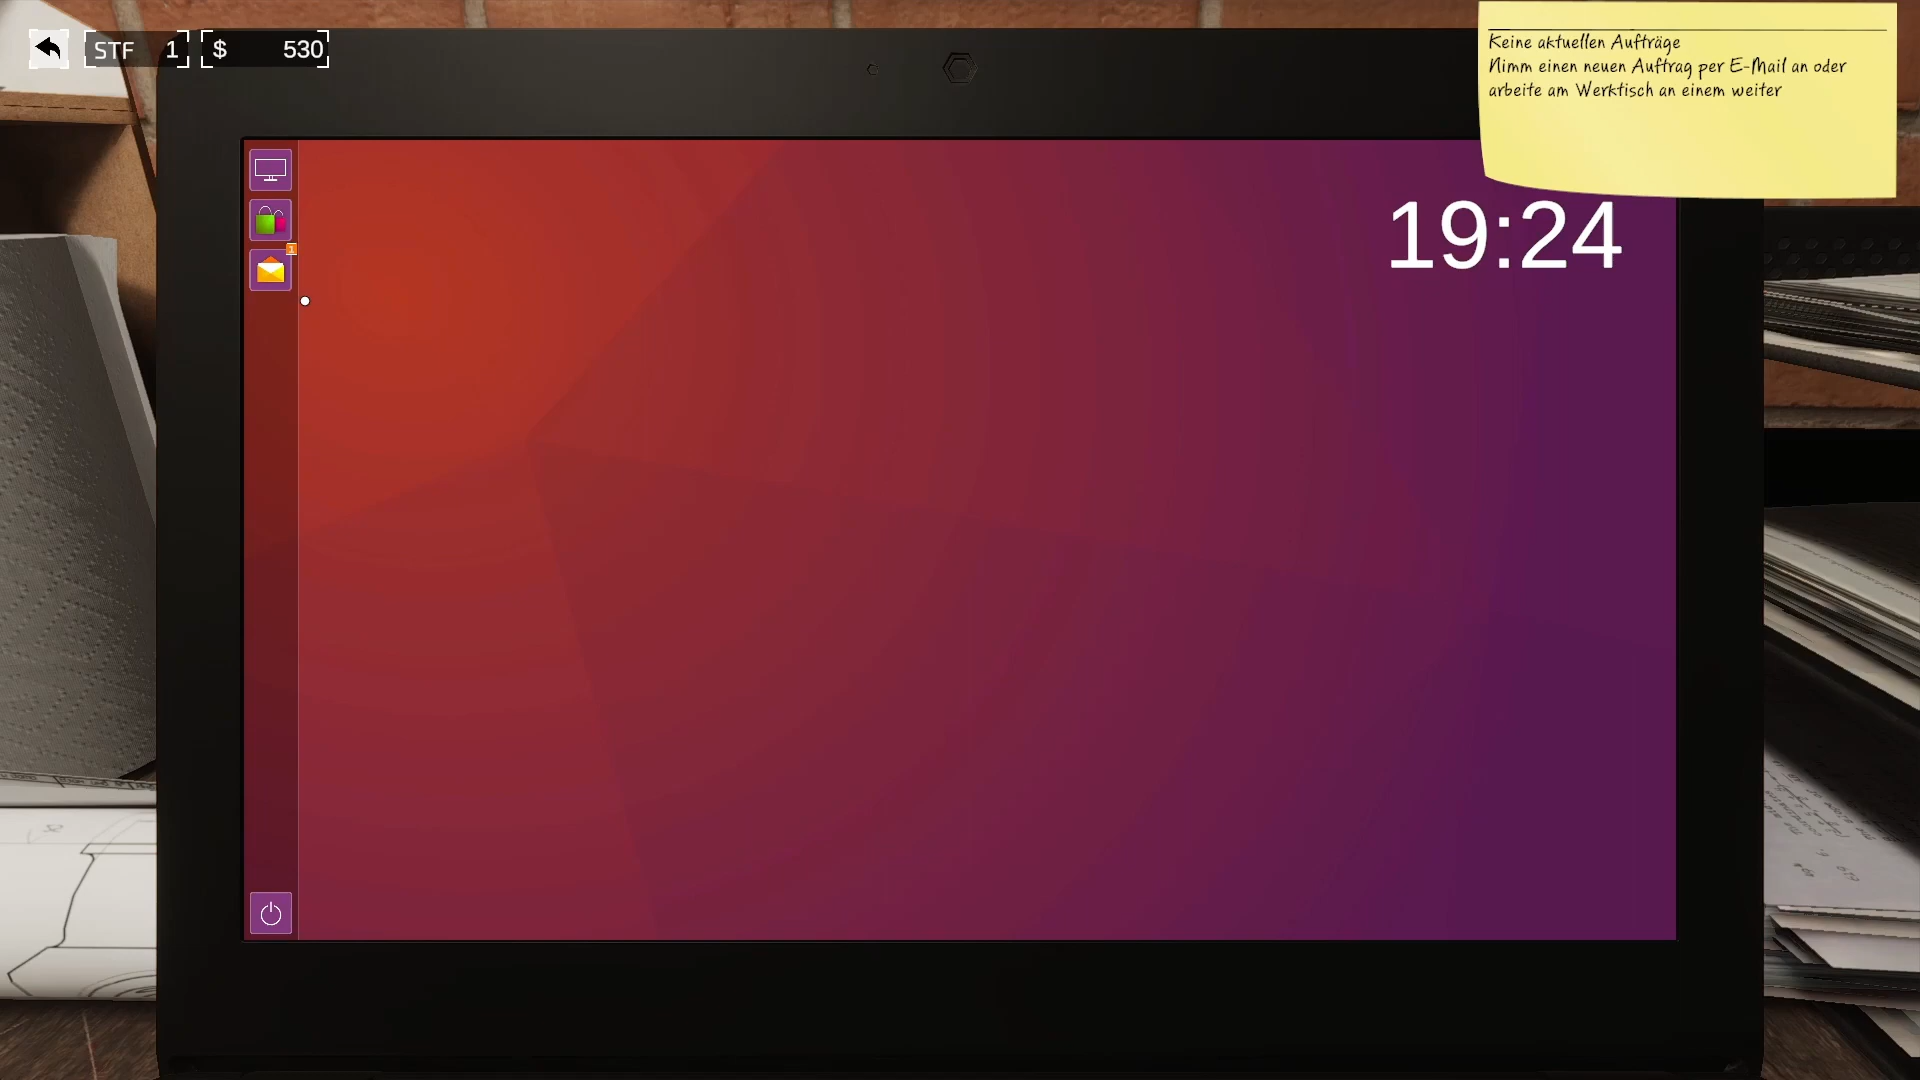 STF 1 $ 530
Keine aktuellen Aufträge
Nimm einen neuen Auftrag per E-Mail an oder
arbeite am Werktisch an einem weiter
19:24
1